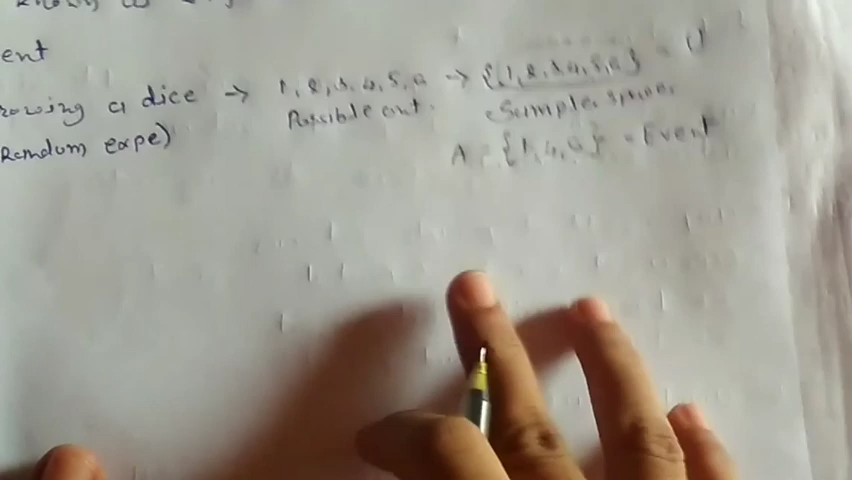 ent
rowing a dice → 1, 2, 3, 4, 5, 6 → {1, 2, 3, 4, 5, 6} = U
Possible out. Sample space.
Random expe)
A = {1, 4, 6} = Event